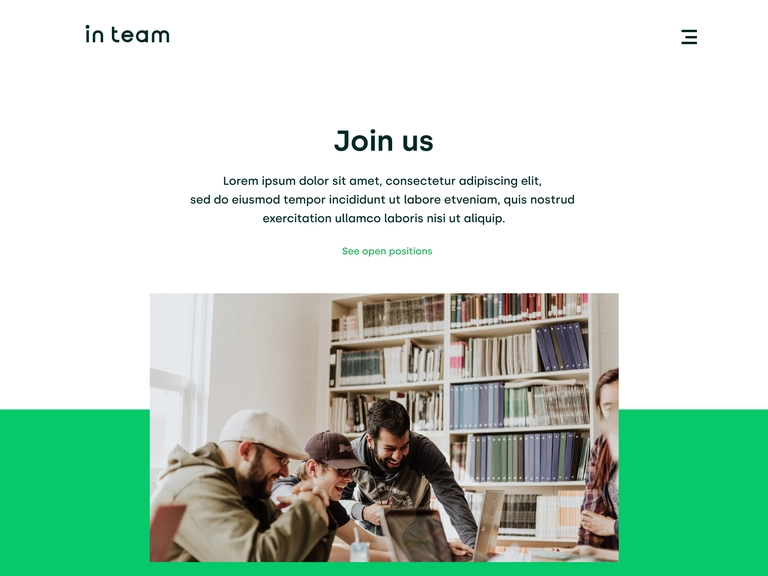 in team
Join us
Lorem ipsum dolor sit amet, consectetur adipiscing elit,
sed do eiusmod tempor incididunt ut labore etveniam, quis nostrud
exercitation ullamco laboris nisi ut aliquip.
See open positions